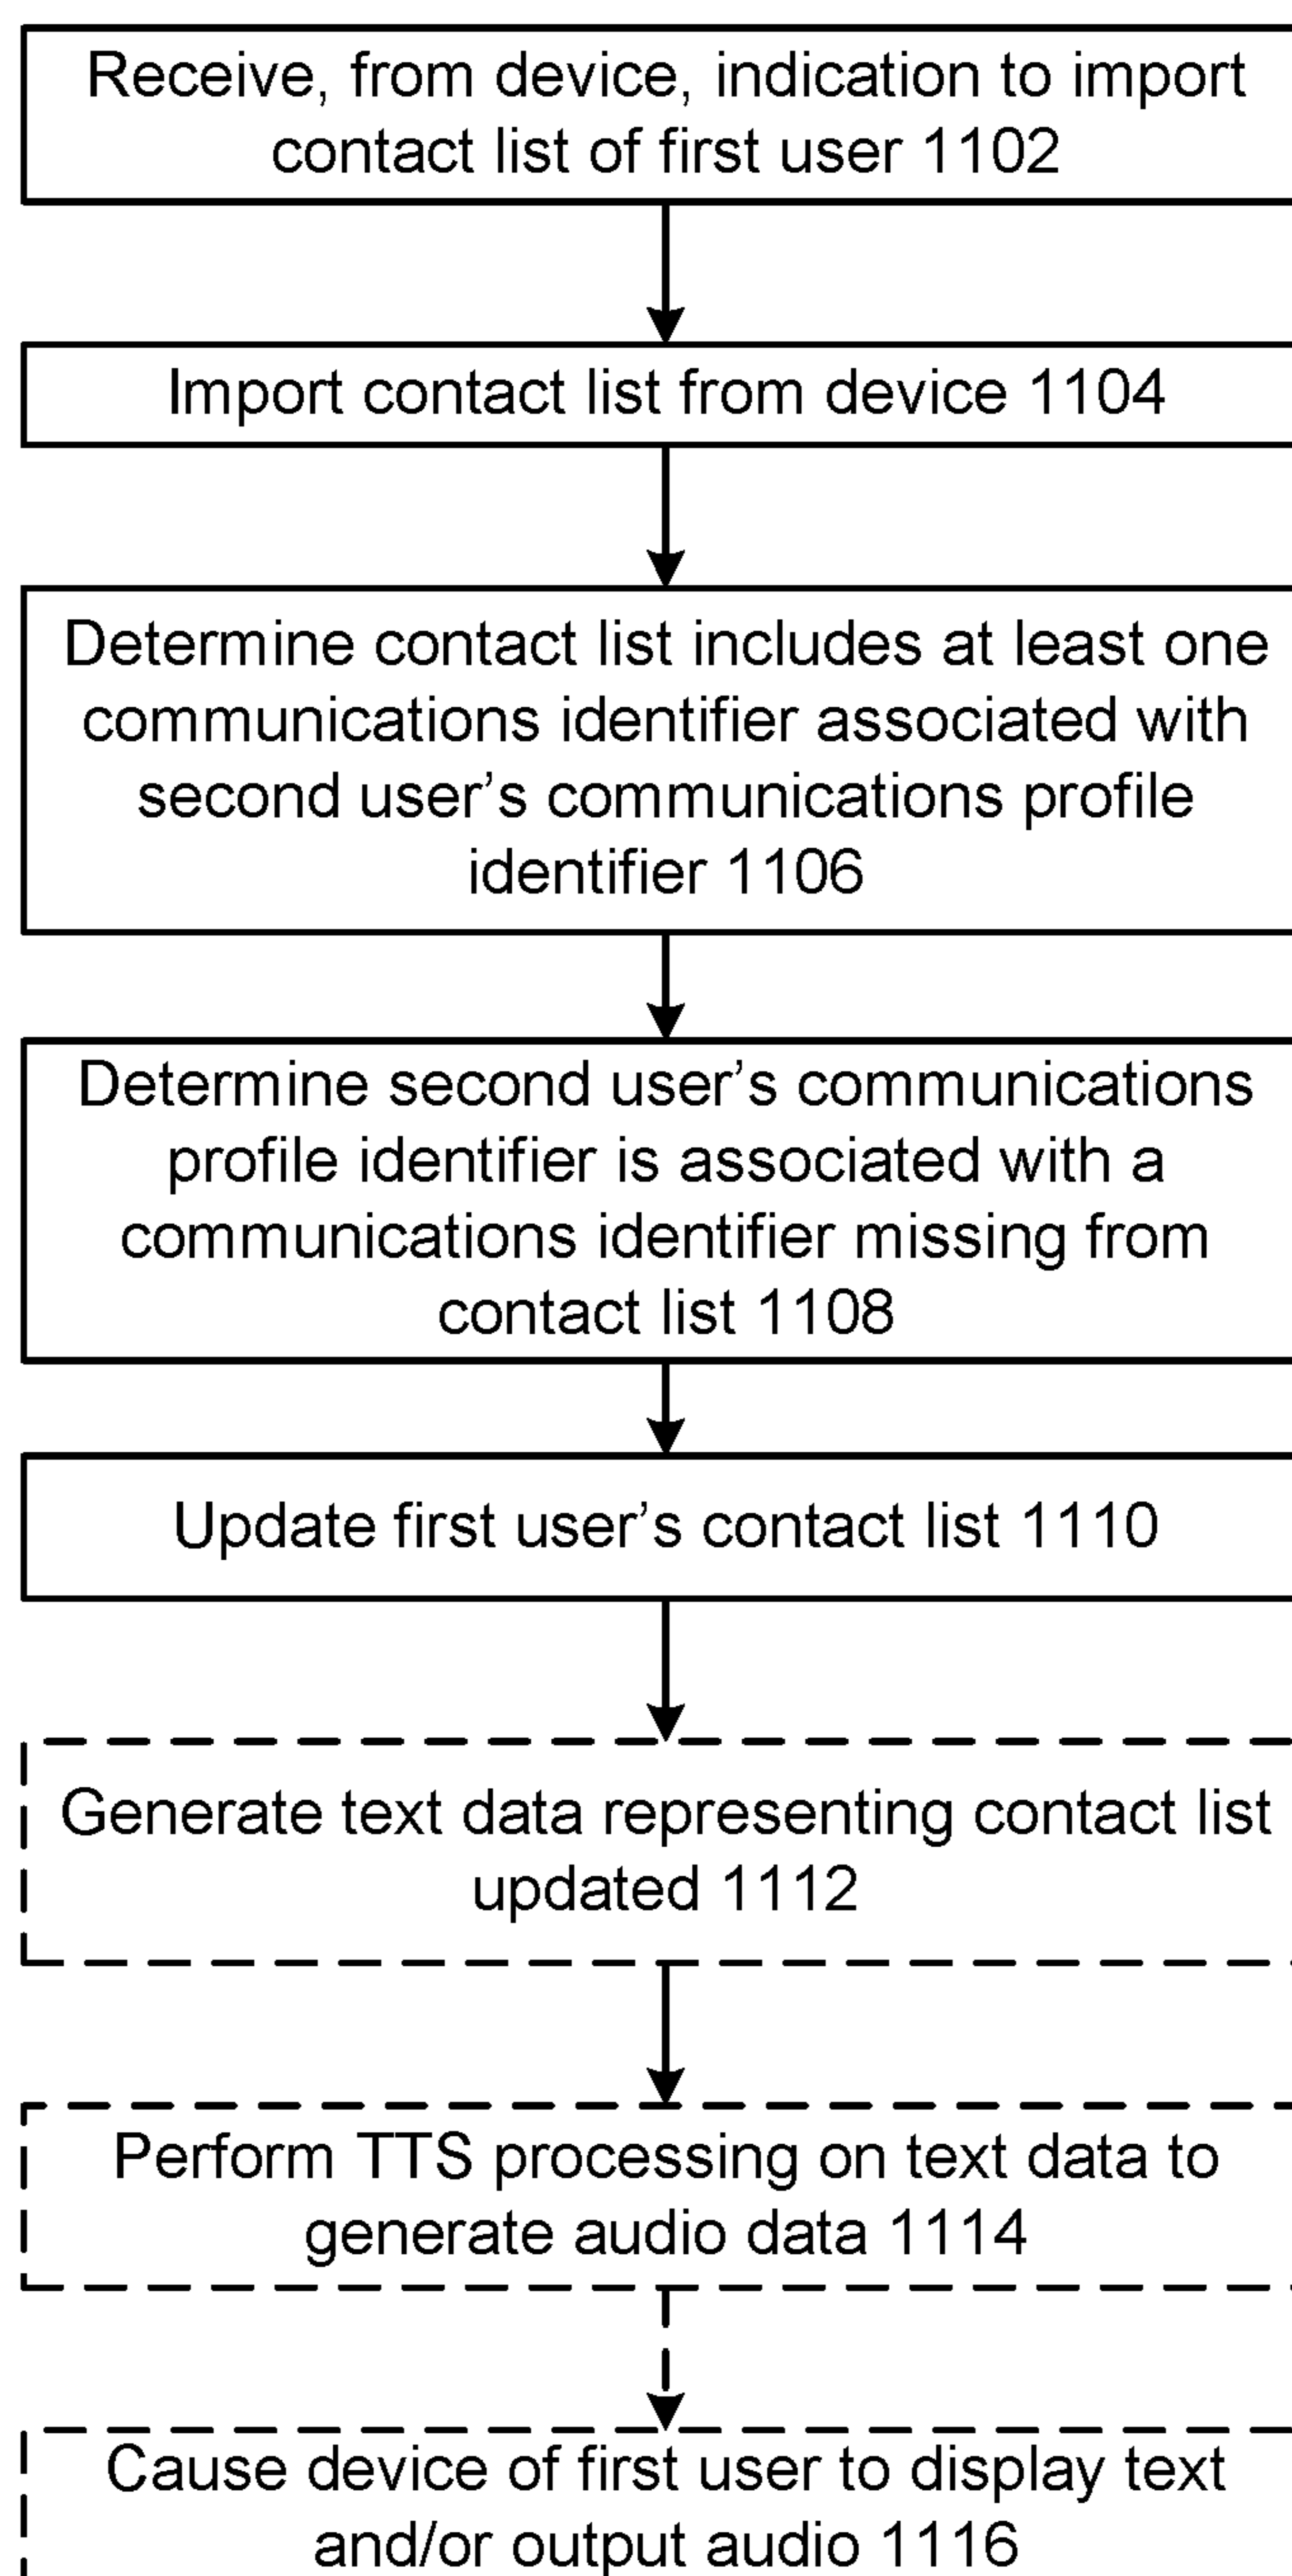 Receive, from device, indication to import
contact list of first user 1102
Import contact list from device 1104
Determine contact list includes at least one
communications identifier associated with
second user’s communications profile
identifier 1106
Determine second user’s communications
profile identifier is associated with a
communications identifier missing from
contact list 1108
Update first user’s contact list 1110
Generate text data representing contact list
updated 1112
Perform TTS processing on text data to
generate audio data 1114
Cause device of first user to display text
and/or output audio 1116